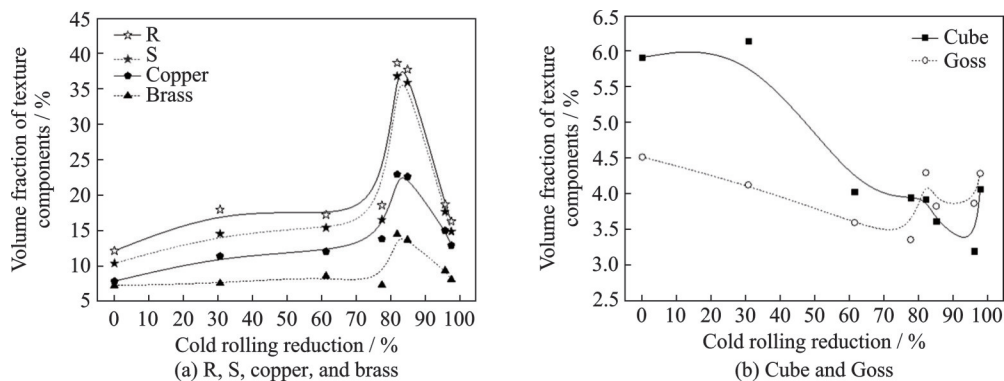 45
40
35
30
25
20
15
10
5
Volume fraction of texture
components / %
R
S
Copper
Brass
0 10 20 30 40 50 60 70 80 90 100
Cold rolling reduction / %
(a) R, S, copper, and brass
6.5
6.0
5.5
5.0
4.5
4.0
3.5
3.0
2.5
Volume fraction of texture
components / %
Cube
Goss
0 10 20 30 40 50 60 70 80 90 100
Cold rolling reduction / %
(b) Cube and Goss